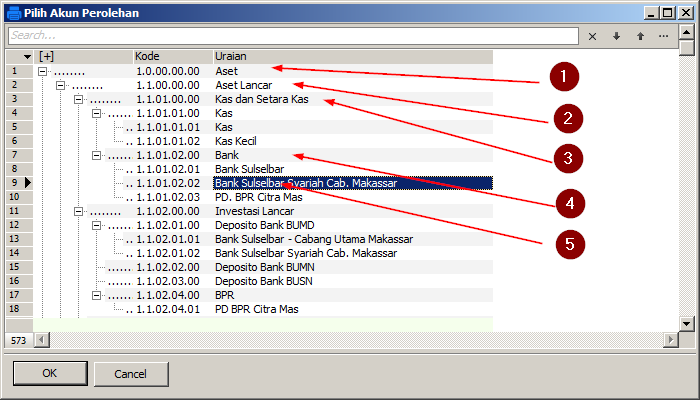 Pilih Akun Perolehan
Search...
[+] Kode Uraian
1 ........ 1.0.00.00.00 Aset
2 ........ 1.1.00.00.00 Aset Lancar
3 ........ 1.1.01.00.00 Kas dan Setara Kas
4 ....... 1.1.01.01.00 Kas
5 .. 1.1.01.01.01 Kas
6 .. 1.1.01.01.02 Kas Kecil
7 ....... 1.1.01.02.00 Bank
8 .. 1.1.01.02.01 Bank Sulselbar
9 .. 1.1.01.02.02 Bank Sulselbar Syariah Cab. Makassar
10 .. 1.1.01.02.03 PD. BPR Citra Mas
11 ........ 1.1.02.00.00 Investasi Lancar
12 ....... 1.1.02.01.00 Deposito Bank BUMD
13 .. 1.1.02.01.01 Bank Sulselbar - Cabang Utama Makassar
14 .. 1.1.02.01.02 Bank Sulselbar Syariah Cab. Makassar
15 ....... 1.1.02.02.00 Deposito Bank BUMN
16 ....... 1.1.02.03.00 Deposito Bank BUSN
17 ....... 1.1.02.04.00 BPR
18 .. 1.1.02.04.01 PD BPR Citra Mas
1
2
3
4
5
573
OK Cancel